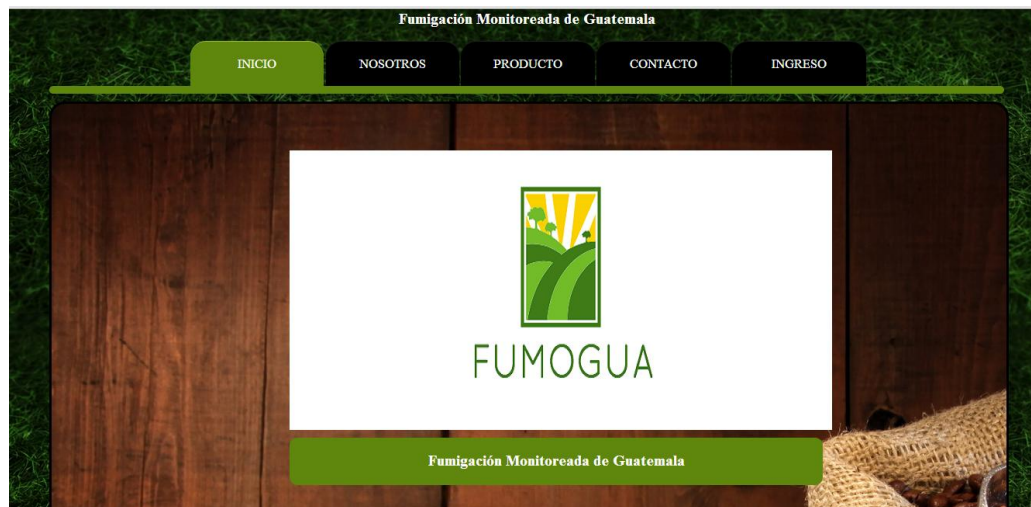 Fumigación Monitoreada de Guatemala
INICIO NOSOTROS PRODUCTO CONTACTO INGRESO
FUMOGUA
Fumigación Monitoreada de Guatemala